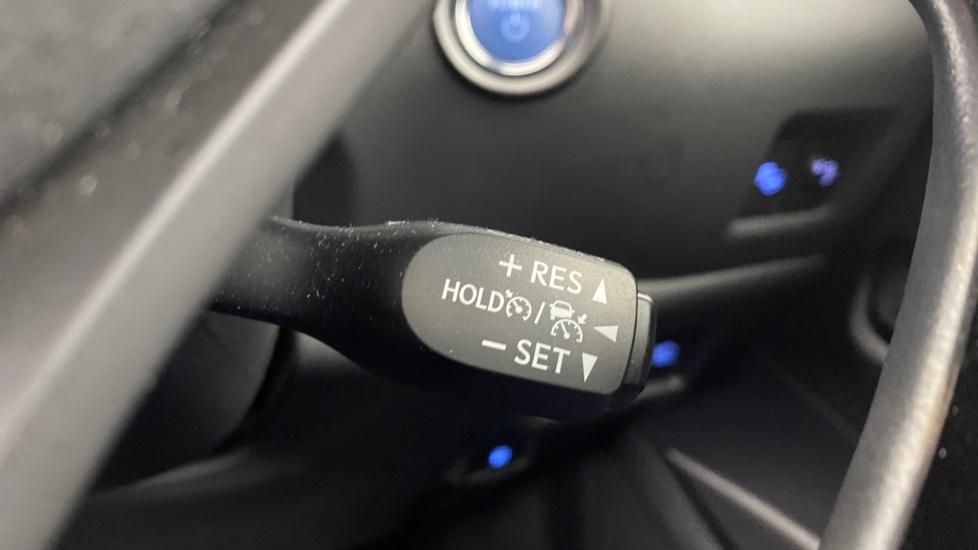 + RES
HOLD /
− SET